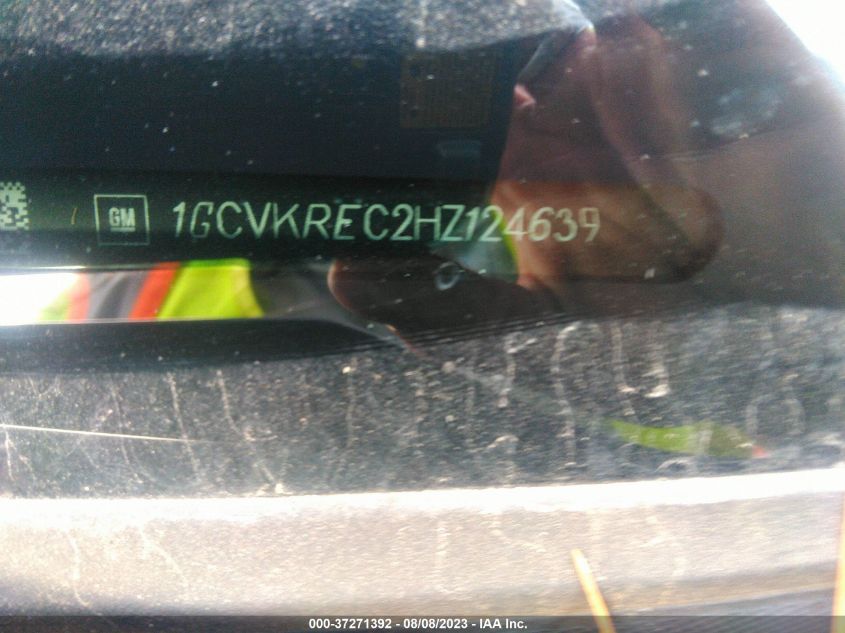 GM 1GCVKREC2HZ124639
000-37271392 - 08/08/2023 - IAA Inc.